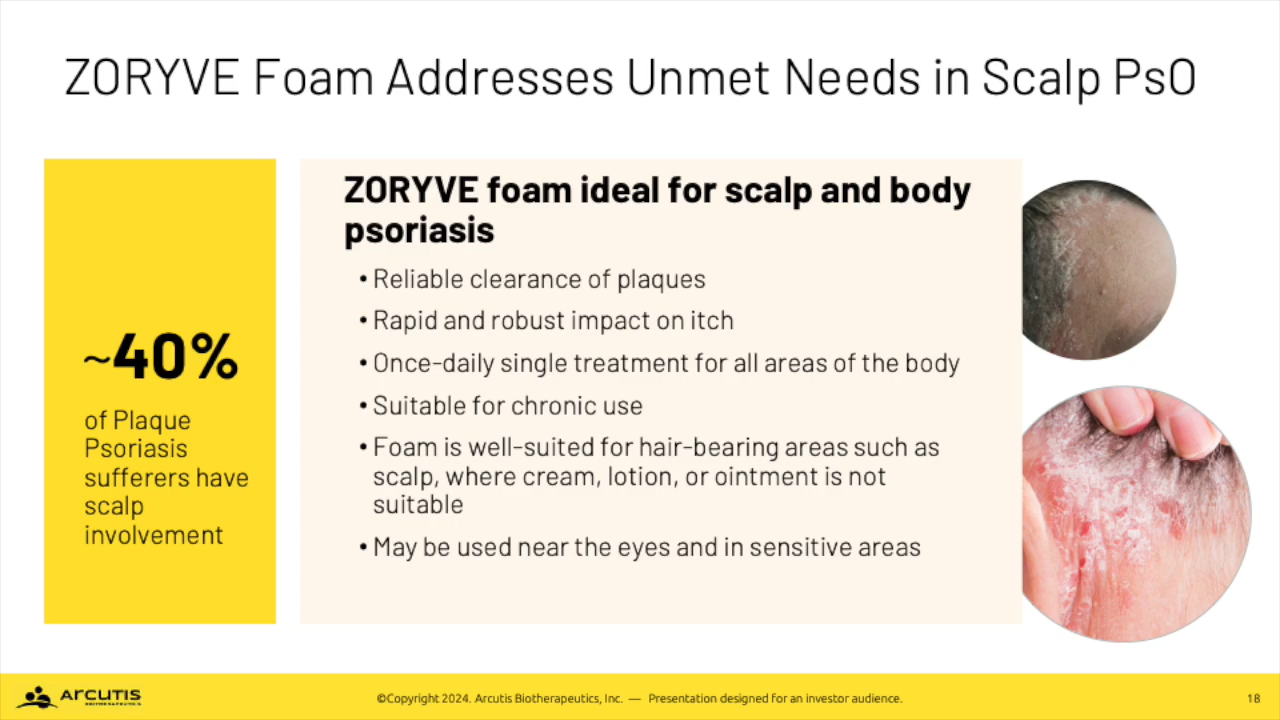 ZORYVE Foam Addresses Unmet Needs in Scalp PsO
~40%
of Plaque
Psoriasis
sufferers have
scalp
involvement
ZORYVE foam ideal for scalp and body
psoriasis
• Reliable clearance of plaques
• Rapid and robust impact on itch
• Once-daily single treatment for all areas of the body
• Suitable for chronic use
• Foam is well-suited for hair-bearing areas such as
scalp, where cream, lotion, or ointment is not
suitable
• May be used near the eyes and in sensitive areas
ARCUTIS
BIOTHERAPEUTICS
©Copyright 2024. Arcutis Biotherapeutics, Inc. — Presentation designed for an investor audience.
18